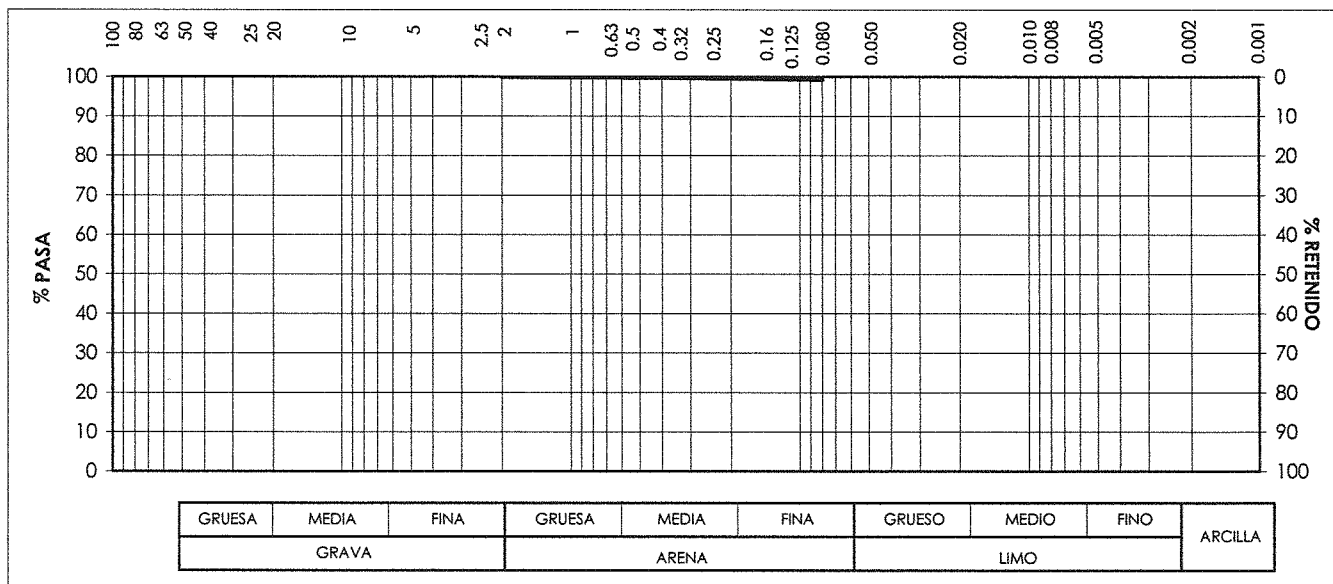 100 80 63 50 40 25 20 10 5 2.5 2 1 0.63 0.5 0.4 0.32 0.25 0.16 0.125 0.080 0.050 0.020 0.010 0.008 0.005 0.002 0.001
100 0
90 10
80 20
70 30
60 40
50 50
40 60
30 70
20 80
10 90
0 100
% PASA
% RETENIDO
GRUESA MEDIA FINA GRUESA MEDIA FINA GRUESO MEDIO FINO ARCILLA
GRAVA ARENA LIMO